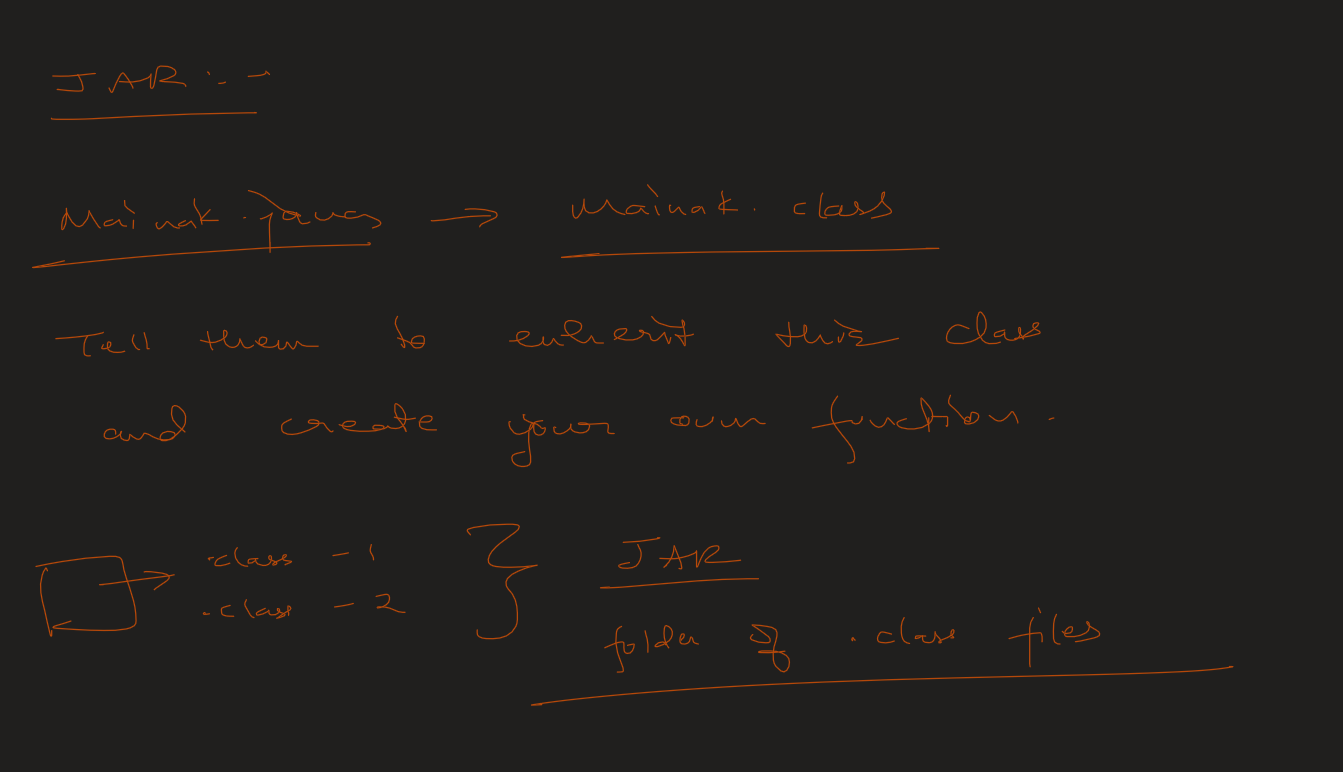 JAR :-
Mainak.java → Mainak.class
Tell them to enherit this class
and create your own function.
→ .class - 1 } JAR
.class - 2
folder of .class files